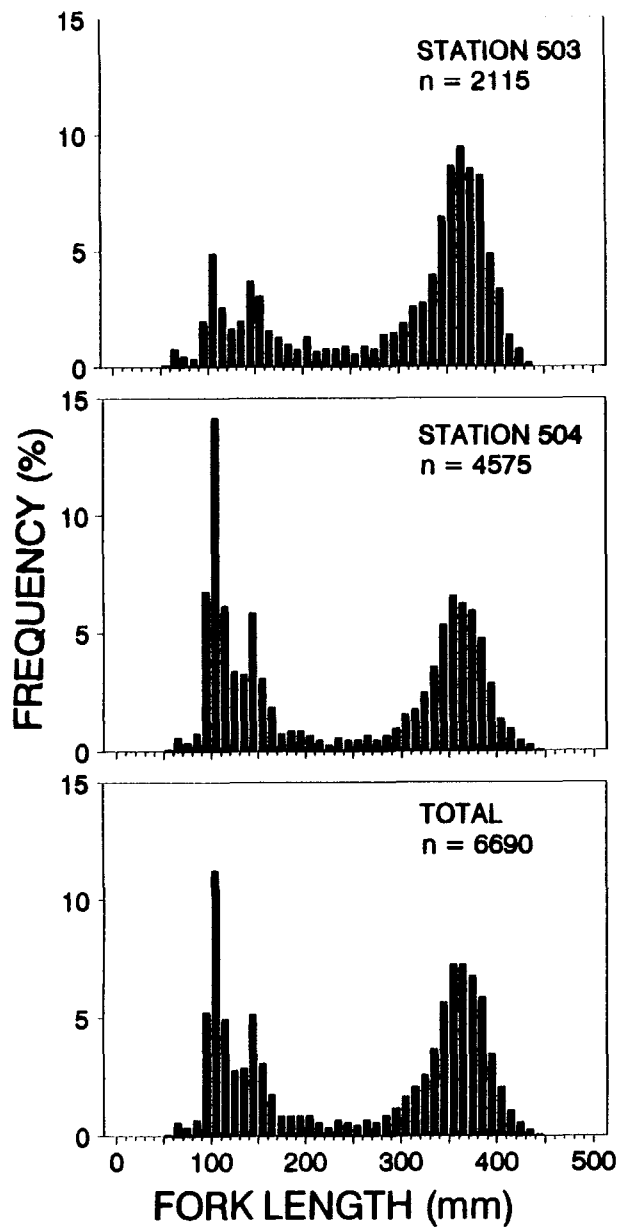 15
STATION 503
n = 2115
10
5
0
15
STATION 504
n = 4575
10
5
0
15
TOTAL
n = 6690
10
5
0
0 100 200 300 400 500
FREQUENCY (%)
FORK LENGTH (mm)